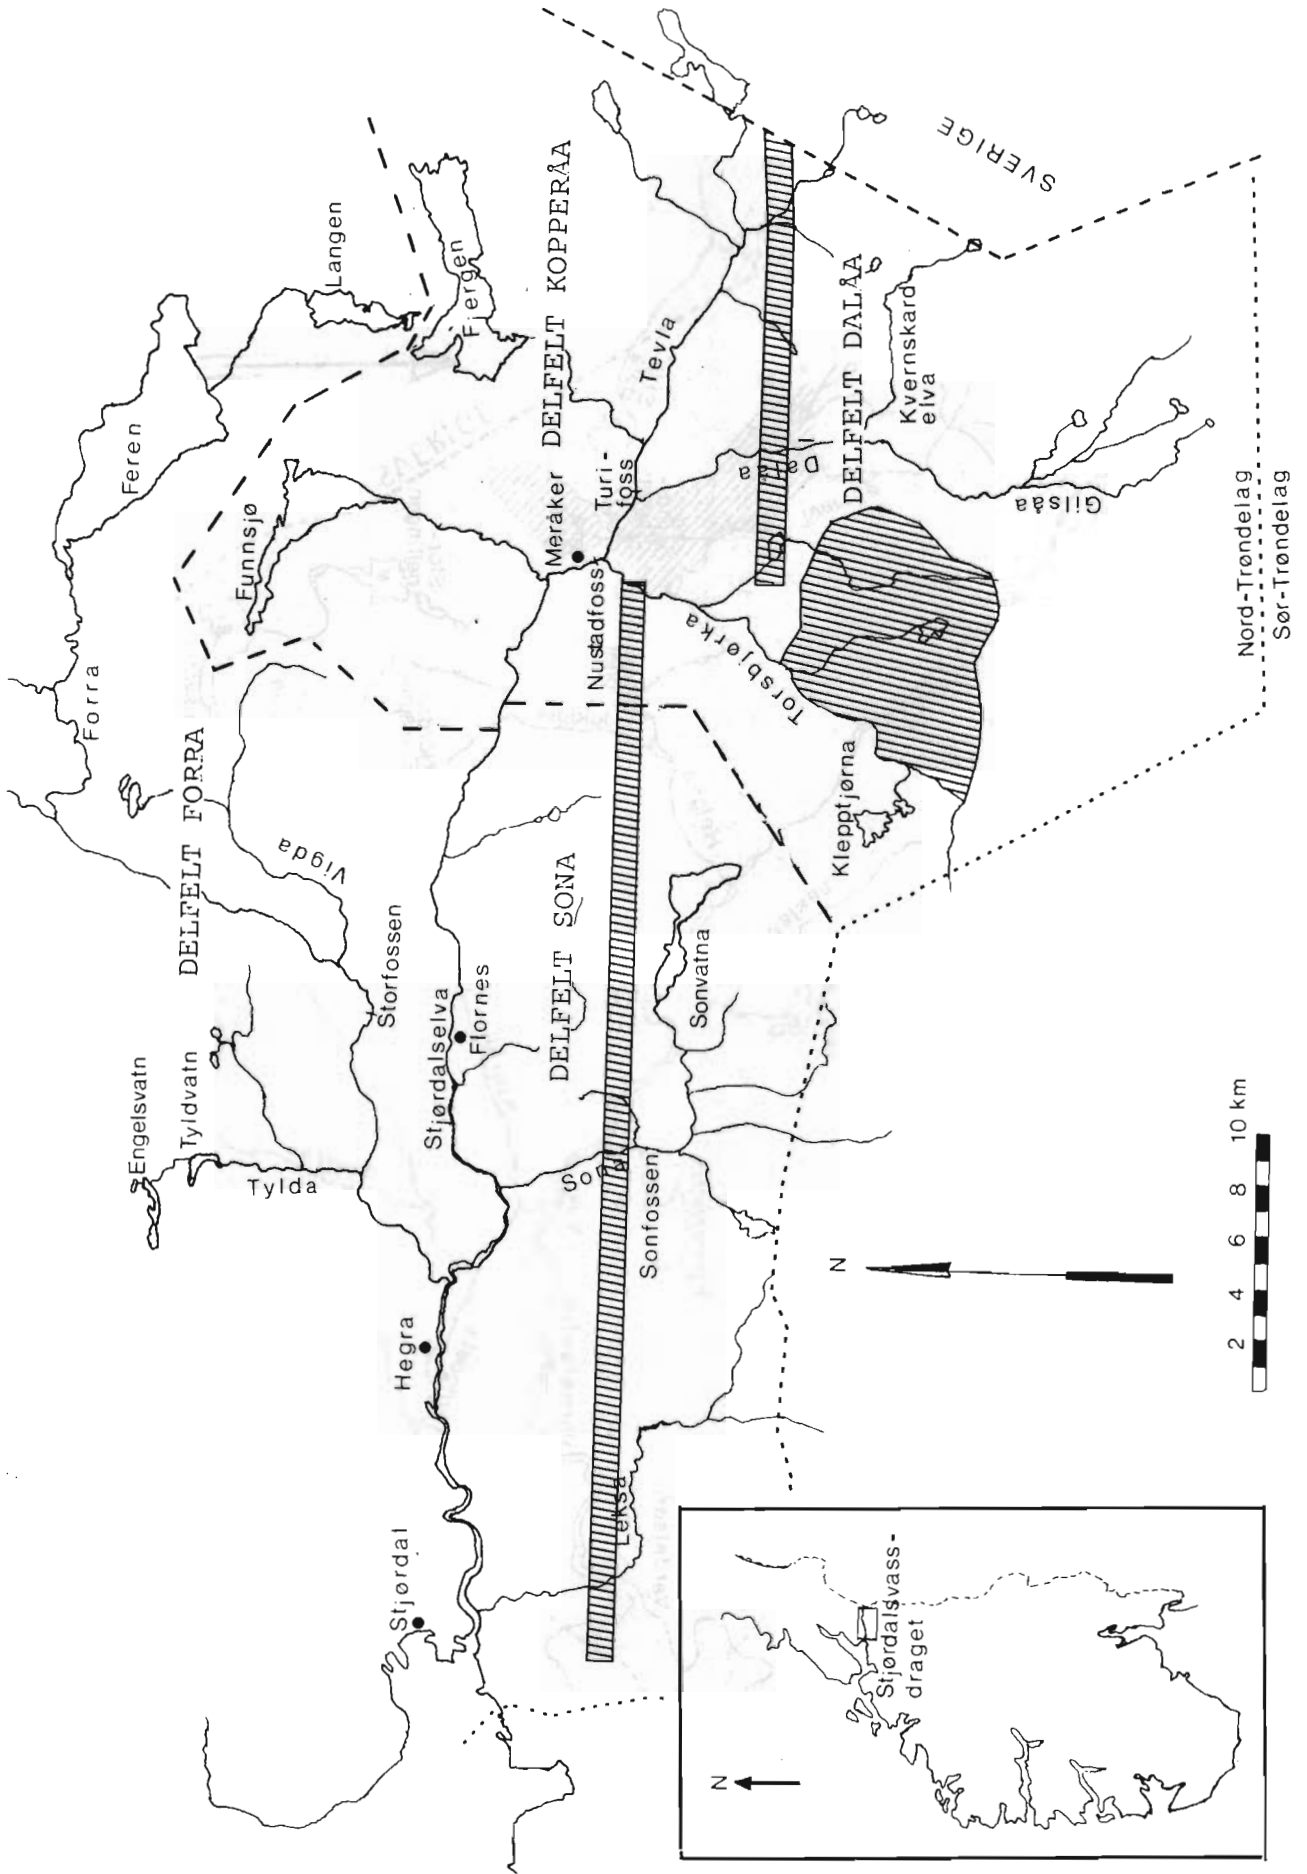 Langen
Fjergen
Feren
Funnsjø
Forra
DELFELT FORRA
Vigda
Engelsvatn
Tyldvatn
Tylda
Storfossen
Stjørdalselva
Flornes
Hegra
Stjørdal
DELFELT KOPPERÅA
Meråker
Turi-
foss
Tevla
Nustadfoss
SVERIGE
DELFELT DALÅA
Dalåa
Kvernskard
elva
Gilsåa
Torsbjørka
Klepptjørna
DELFELT SONA
Sona
Sonvatna
Sonfossen
Leksa
Nord-Trøndelag
Sør-Trøndelag
N
2 4 6 8 10 km
N
Stjørdalsvass-
draget